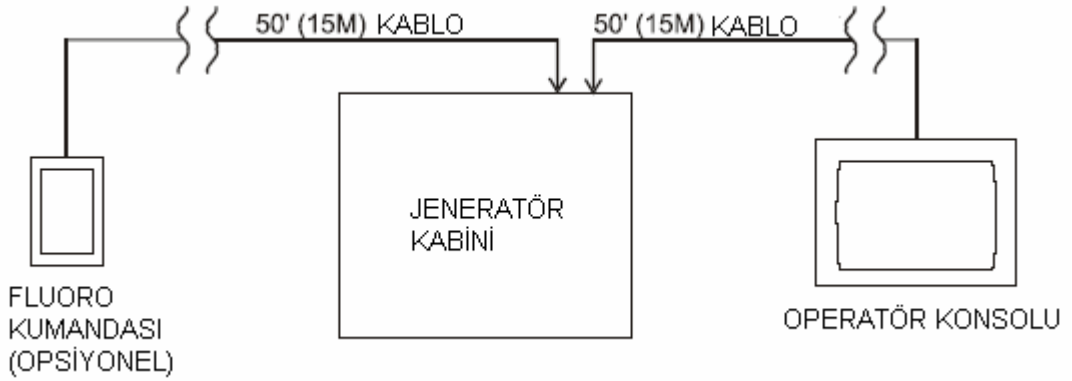 50' (15M) KABLO
50' (15M) KABLO
JENERATÖR
KABİNİ
FLUORO
KUMANDASI
(OPSİYONEL)
OPERATÖR KONSOLU